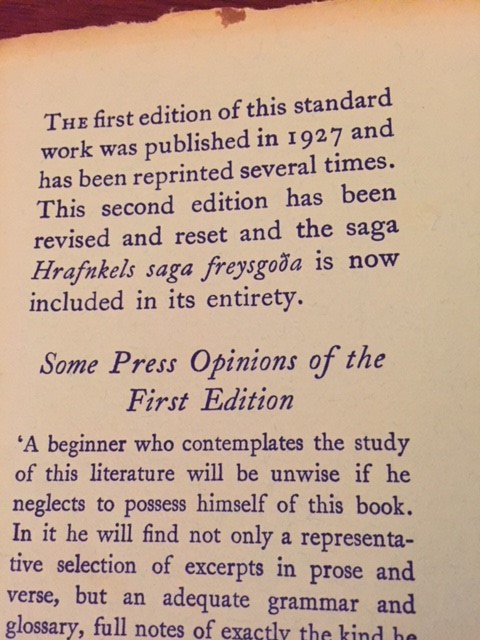 THE first edition of this standard
work was published in 1927 and
has been reprinted several times.
This second edition has been
revised and reset and the saga
Hrafnkels saga freysgoða is now
included in its entirety.
Some Press Opinions of the
First Edition
‘A beginner who contemplates the study
of this literature will be unwise if he
neglects to possess himself of this book.
In it he will find not only a representa-
tive selection of excerpts in prose and
verse, but an adequate grammar and
glossary, full notes of exactly the kind he